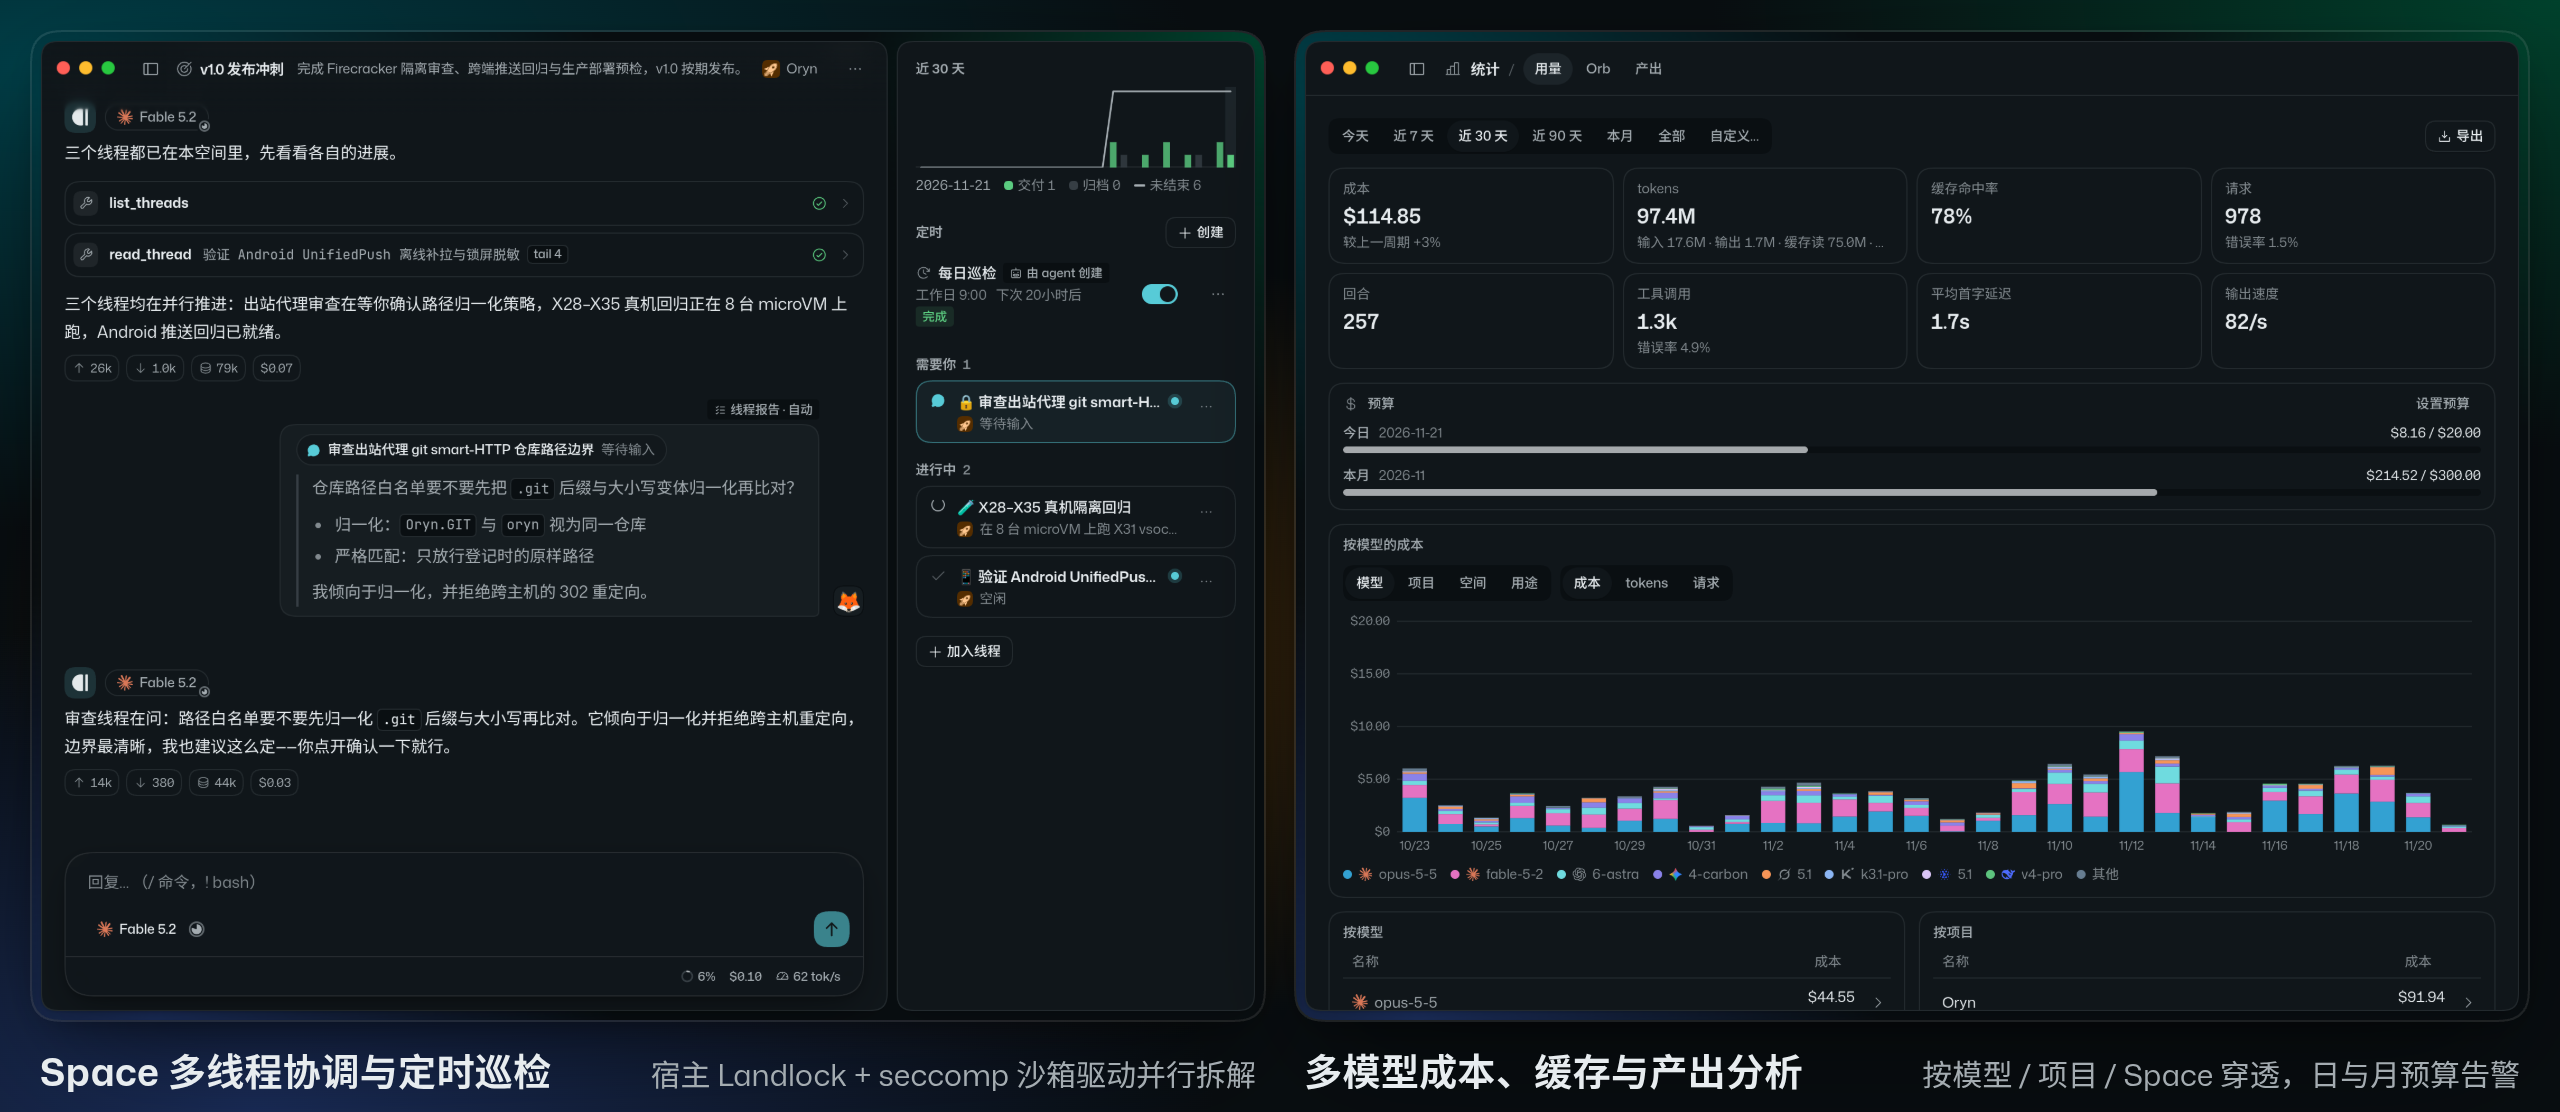 v1.0 发布冲刺 完成 Firecracker 隔离审查、跨端推送回归与生产部署预检，v1.0 按期发布。 Oryn ...
Fable 5.2
三个线程都已在本空间里，先看看各自的进展。
list_threads
read_thread 验证 Android UnifiedPush 离线补拉与锁屏脱敏 tail 4
三个线程均在并行推进：出站代理审查在等你确认路径归一化策略，X28–X35 真机回归正在 8 台 microVM 上
跑，Android 推送回归已就绪。
26k 1.0k 79k $0.07
线程报告 · 自动
审查出站代理 git smart-HTTP 仓库路径边界 等待输入
仓库路径白名单要不要先把 .git 后缀与大小写变体归一化再比对？
• 归一化：Oryn.GIT 与 oryn 视为同一仓库
• 严格匹配：只放行登记时的原样路径
我倾向于归一化，并拒绝跨主机的 302 重定向。
Fable 5.2
审查线程在问：路径白名单要不要先归一化 .git 后缀与大小写再比对。它倾向于归一化并拒绝跨主机重定向，
边界最清晰，我也建议这么定——你点开确认一下就行。
14k 380 44k $0.03
回复... （/ 命令，! bash）
Fable 5.2
6% $0.10 62 tok/s
近 30 天
2026-11-21 交付 1 归档 0 未结束 6
定时 + 创建
每日巡检 由 agent 创建
工作日 9:00 下次 20小时后 ...
完成
需要你 1
审查出站代理 git smart-H... ...
等待输入
进行中 2
X28–X35 真机隔离回归 ...
在 8 台 microVM 上跑 X31 vsoc...
验证 Android UnifiedPus... ...
空闲
+ 加入线程
Space 多线程协调与定时巡检 宿主 Landlock + seccomp 沙箱驱动并行拆解
统计 / 用量 Orb 产出
今天 近 7 天 近 30 天 近 90 天 本月 全部 自定义... 导出
成本 tokens 缓存命中率 请求
$114.85 97.4M 78% 978
较上一周期 +3% 输入 17.6M · 输出 1.7M · 缓存读 75.0M · ... 错误率 1.5%
回合 工具调用 平均首字延迟 输出速度
257 1.3k 1.7s 82/s
错误率 4.9%
$ 预算 设置预算
今日 2026-11-21 $8.16 / $20.00
本月 2026-11 $214.52 / $300.00
按模型的成本
模型 项目 空间 用途 成本 tokens 请求
$20.00
$15.00
$10.00
$5.00
$0
10/23 10/25 10/27 10/29 10/31 11/2 11/4 11/6 11/8 11/10 11/12 11/14 11/16 11/18 11/20
opus-5-5 fable-5-2 6-astra 4-carbon 5.1 k3.1-pro 5.1 v4-pro 其他
按模型 按项目
名称 成本 名称 成本
opus-5-5 $44.55 Oryn $91.94
多模型成本、缓存与产出分析 按模型 / 项目 / Space 穿透，日与月预算告警